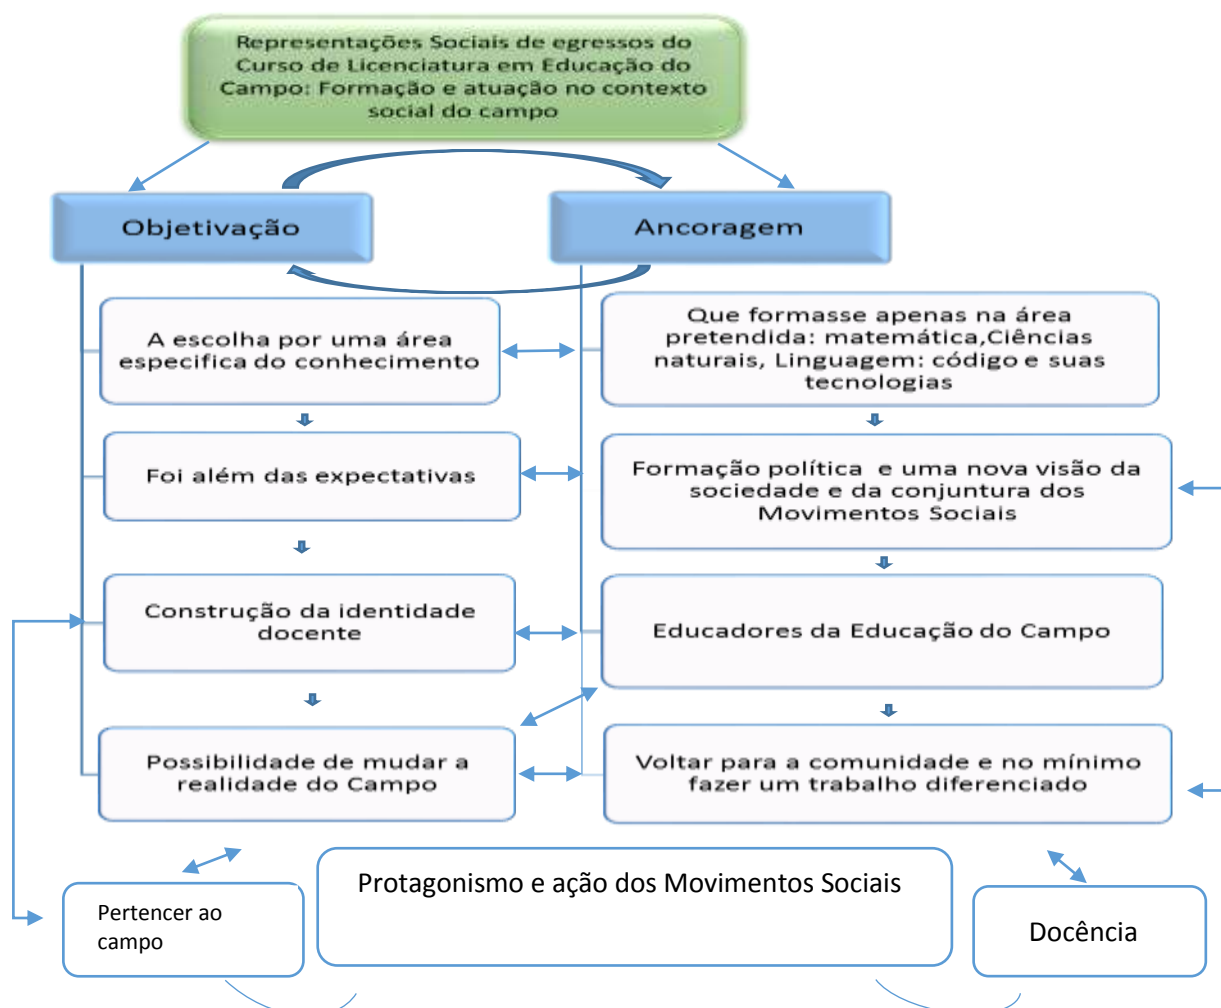 Representações Sociais de egressos do
Curso de Licenciatura em Educação do
Campo: Formação e atuação no contexto
social do campo
Objetivação
Ancoragem
A escolha por uma área
especifica do conhecimento
Que formasse apenas na área
pretendida: matemática,Ciências
naturais, Linguagem: código e suas
tecnologias
Foi além das expectativas
Formação política e uma nova visão da
sociedade e da conjuntura dos
Movimentos Sociais
Construção da identidade
docente
Educadores da Educação do Campo
Possibilidade de mudar a
realidade do Campo
Voltar para a comunidade e no mínimo
fazer um trabalho diferenciado
Pertencer ao
campo
Protagonismo e ação dos Movimentos Sociais
Docência